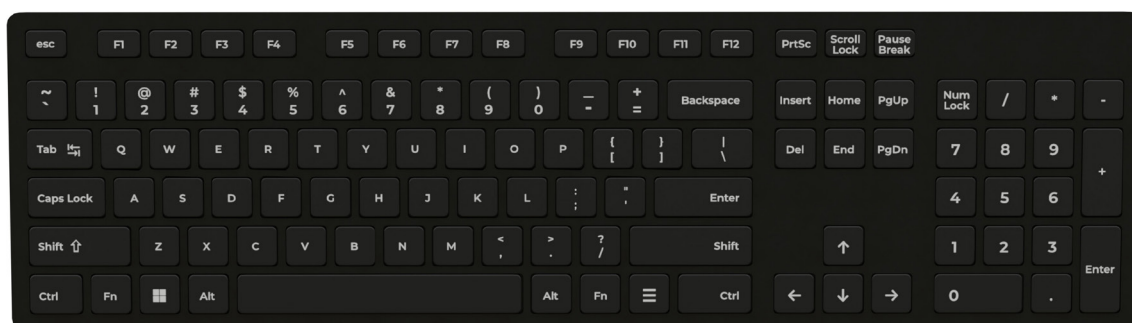 esc F1 F2 F3 F4 F5 F6 F7 F8 F9 F10 F11 F12 PrtSc Scroll Lock Pause Break
~ ! @ # $ % ^ & * ( ) _ +
` 1 2 3 4 5 6 7 8 9 0 - = Backspace Insert Home PgUp Num Lock / * -
Tab Q W E R T Y U I O P { } | Del End PgDn 7 8 9
[ ] \
+
Caps Lock A S D F G H J K L : " Enter 4 5 6
; '
Shift Z X C V B N M < > ? Shift ↑ 1 2 3
, . /
Enter
Ctrl Fn Alt Alt Fn Ctrl ← ↓ → 0 .